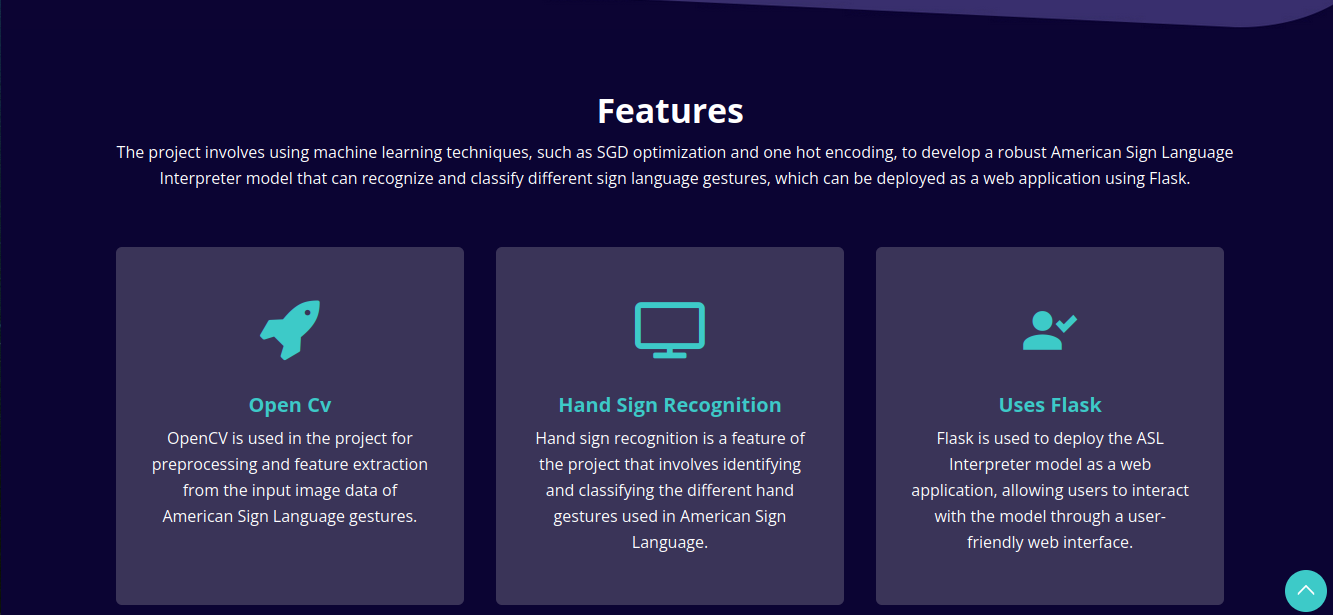 Features
The project involves using machine learning techniques, such as SGD optimization and one hot encoding, to develop a robust American Sign Language
Interpreter model that can recognize and classify different sign language gestures, which can be deployed as a web application using Flask.
Open Cv
OpenCV is used in the project for
preprocessing and feature extraction
from the input image data of
American Sign Language gestures.
Hand Sign Recognition
Hand sign recognition is a feature of
the project that involves identifying
and classifying the different hand
gestures used in American Sign
Language.
Uses Flask
Flask is used to deploy the ASL
Interpreter model as a web
application, allowing users to interact
with the model through a user-
friendly web interface.